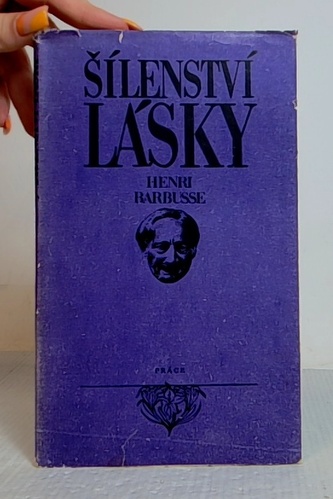 ŠÍLENSTVÍ
LÁSKY
HENRI
BARBUSSE
PRÁCE